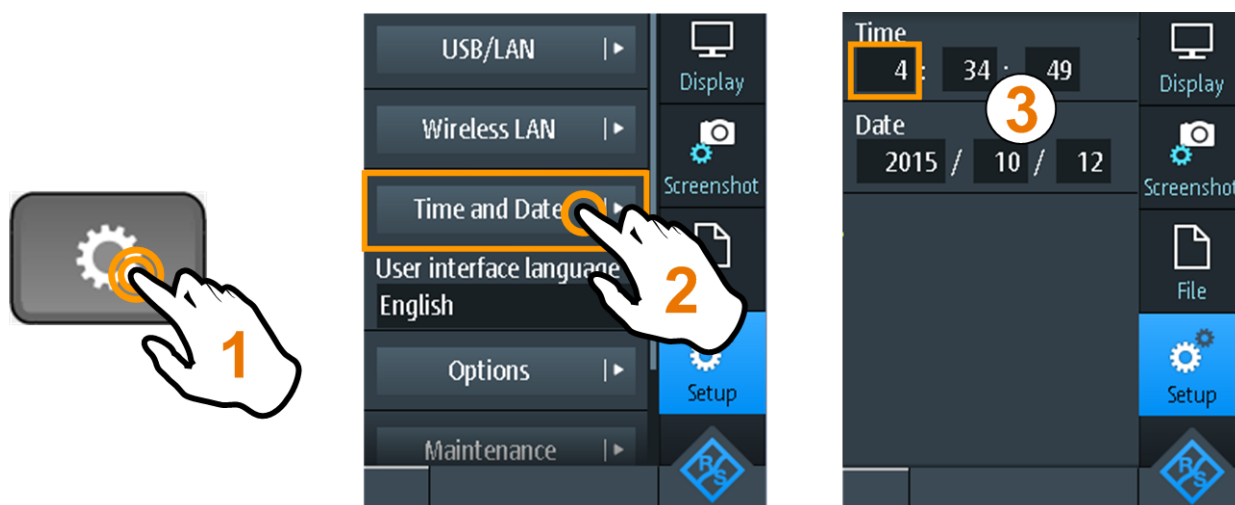 1
USB/LAN
Wireless LAN
Time and Date
User interface language
English
Options
Maintenance
Display
Screenshot
Setup
R/S
2
Time
4 : 34 : 49
Date
2015 / 10 / 12
3
Display
Screenshot
File
Setup
R/S